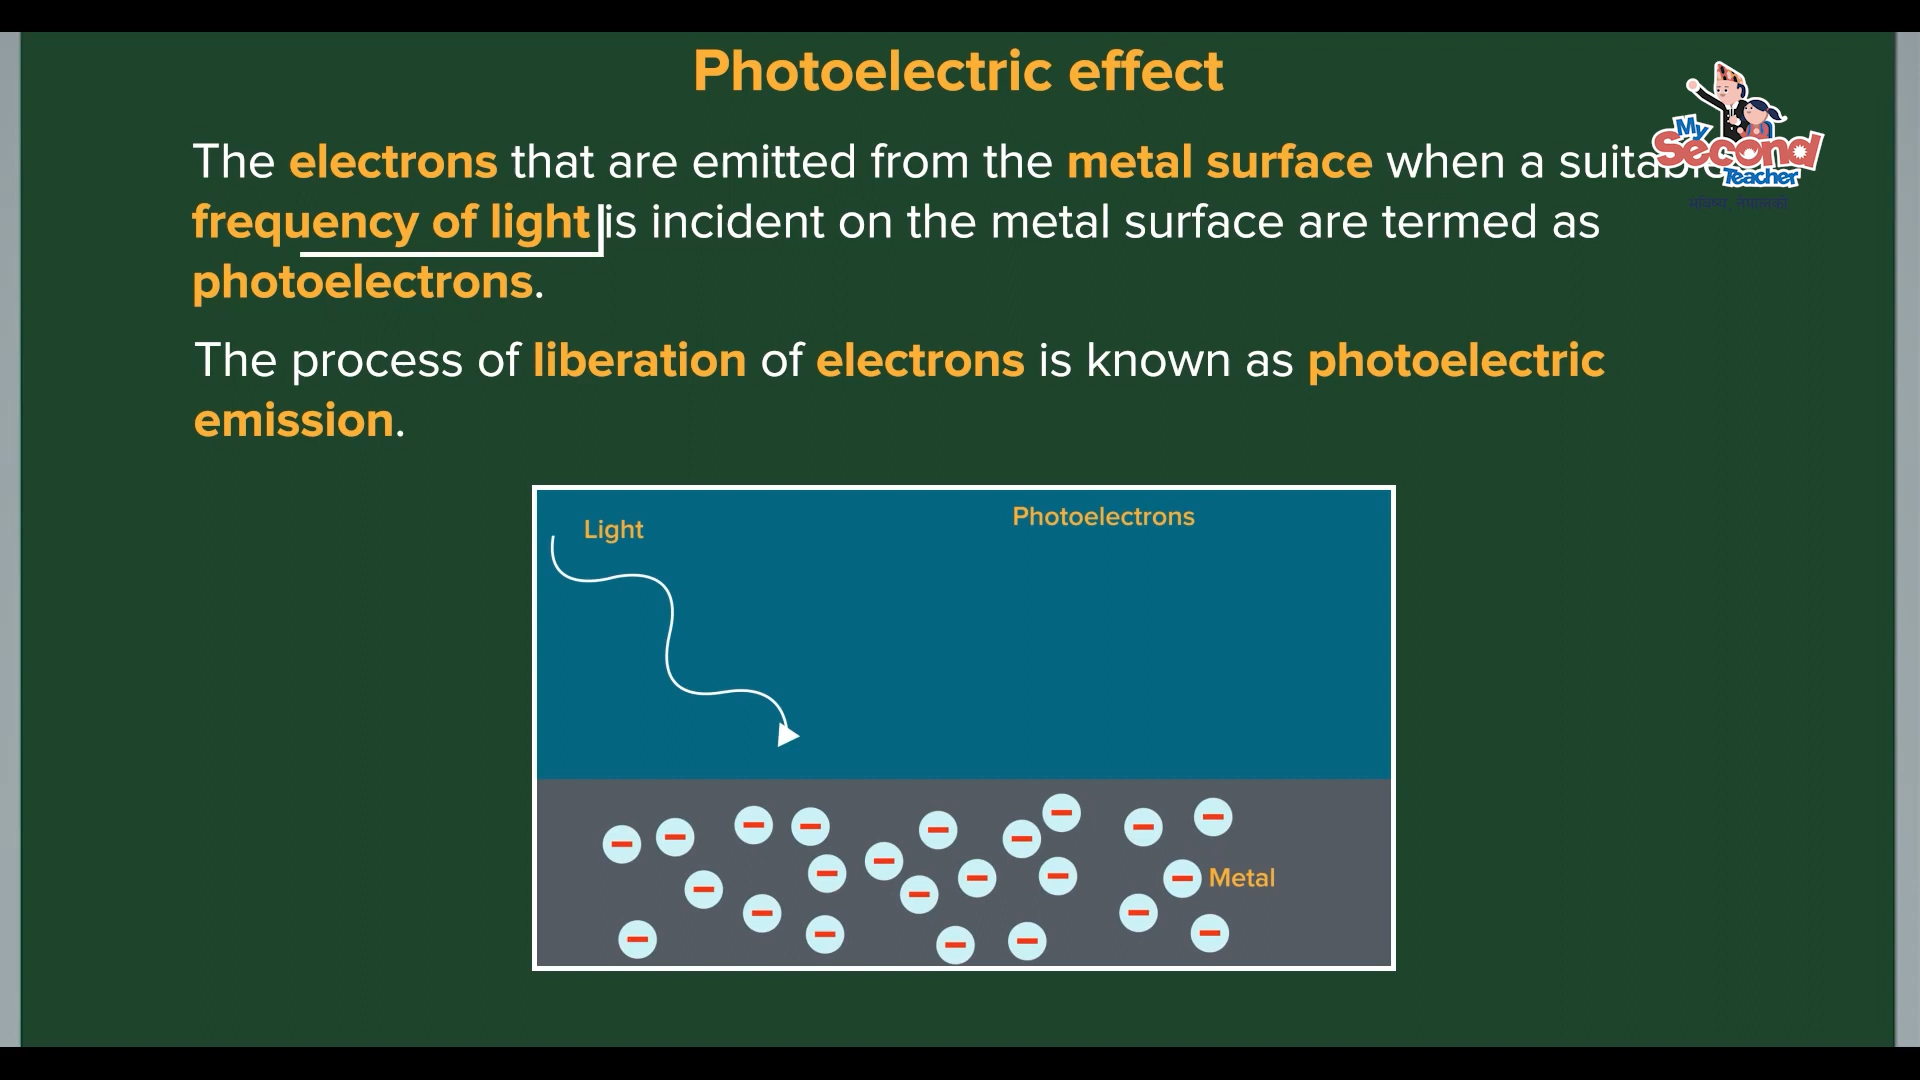 Photoelectric effect
My
Second
Teacher
The electrons that are emitted from the metal surface when a suitable
frequency of light is incident on the metal surface are termed as
photoelectrons.
The process of liberation of electrons is known as photoelectric
emission.
Light
Photoelectrons
Metal